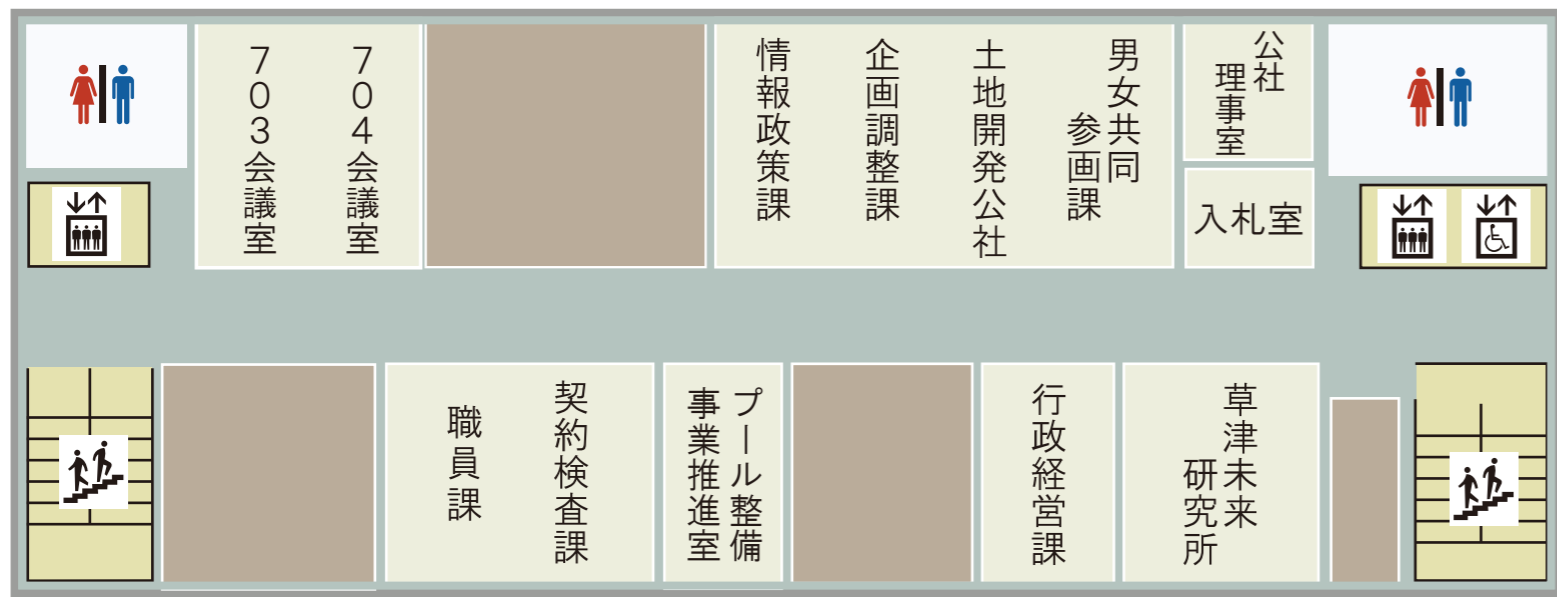 703会議室
704会議室
情報政策課
企画調整課
土地開発公社
男女共同
参画課
公社
理事室
入札室
職員課
契約検査課
プール整備
事業推進室
行政経営課
草津未来
研究所